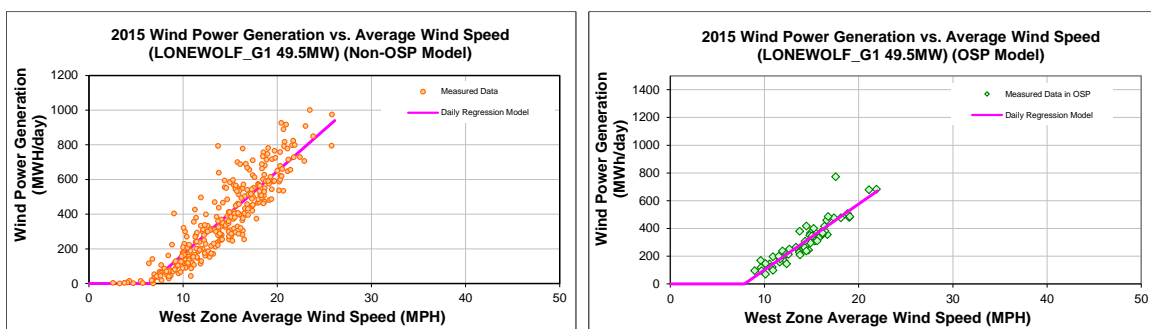 2015 Wind Power Generation vs. Average Wind Speed
(LONEWOLF_G1 49.5MW) (Non-OSP Model)
Wind Power Generation
(MWH/day)
1200
1000
800
600
400
200
0
0 10 20 30 40 50
Measured Data
Daily Regression Model
West Zone Average Wind Speed (MPH)
2015 Wind Power Generation vs. Average Wind Speed
(LONEWOLF_G1 49.5MW) (OSP Model)
Wind Power Generation
(MWh/day)
1400
1200
1000
800
600
400
200
0
0 10 20 30 40 50
Measured Data in OSP
Daily Regression Model
West Zone Average Wind Speed (MPH)